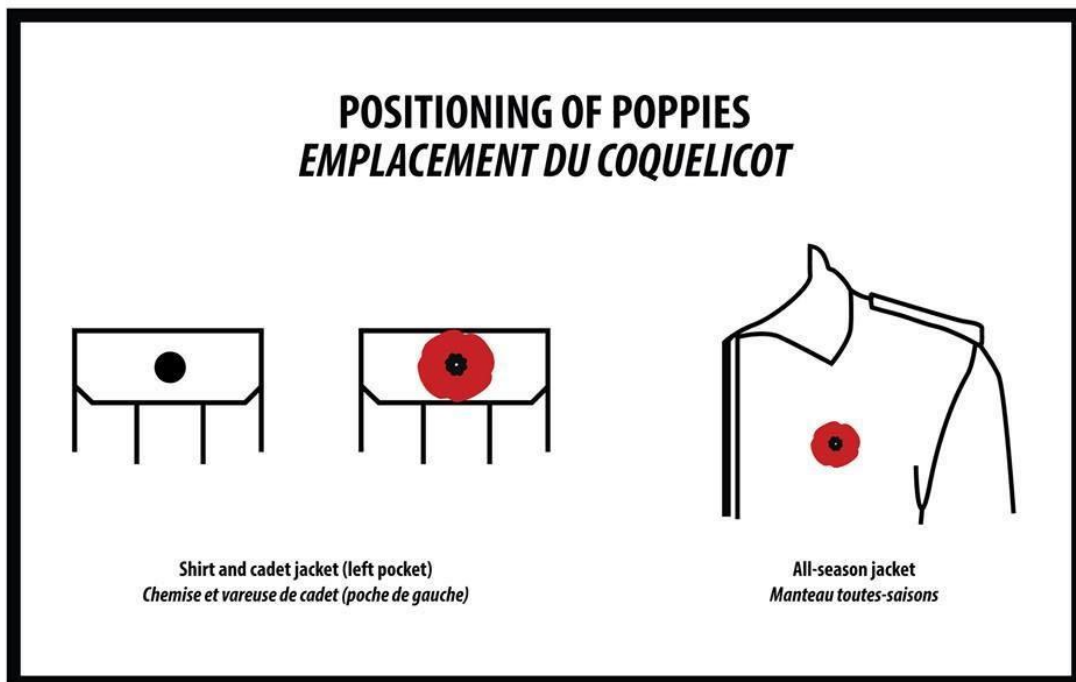 POSITIONING OF POPPIES
EMPLACEMENT DU COQUELICOT
Shirt and cadet jacket (left pocket)
Chemise et vareuse de cadet (poche de gauche)
All-season jacket
Manteau toutes-saisons